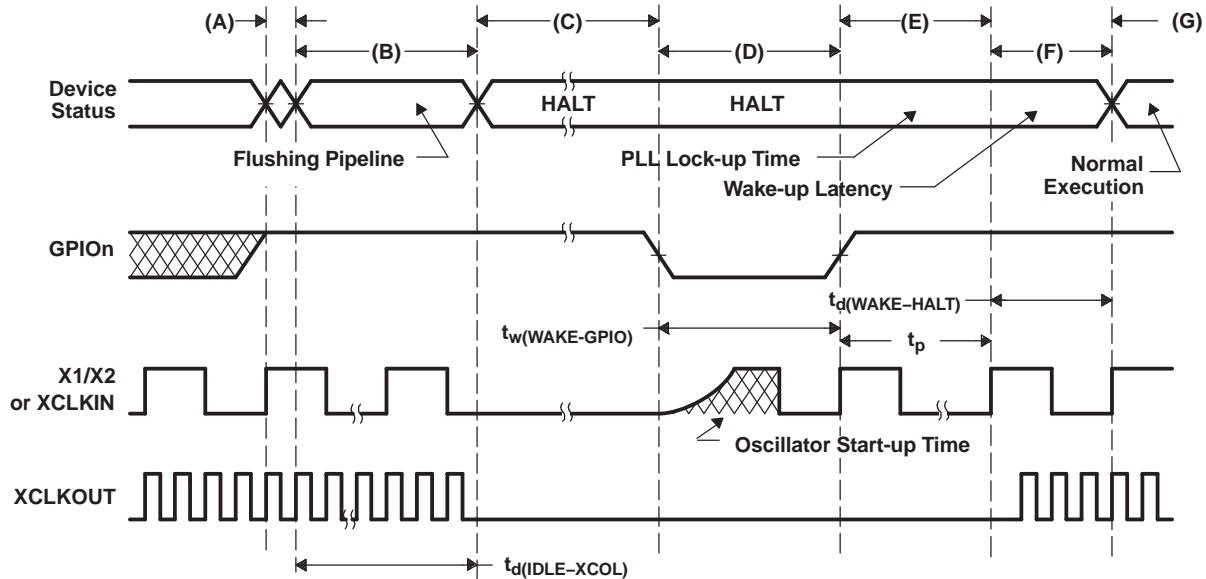 (A)
(C)
(E)
(G)
(B)
(D)
(F)
Device
Status
HALT
HALT
Flushing Pipeline
PLL Lock-up Time
Wake-up Latency
Normal
Execution
GPIOn
td(WAKE–HALT)
tw(WAKE-GPIO)
tp
X1/X2
or XCLKIN
Oscillator Start-up Time
XCLKOUT
td(IDLE–XCOL)